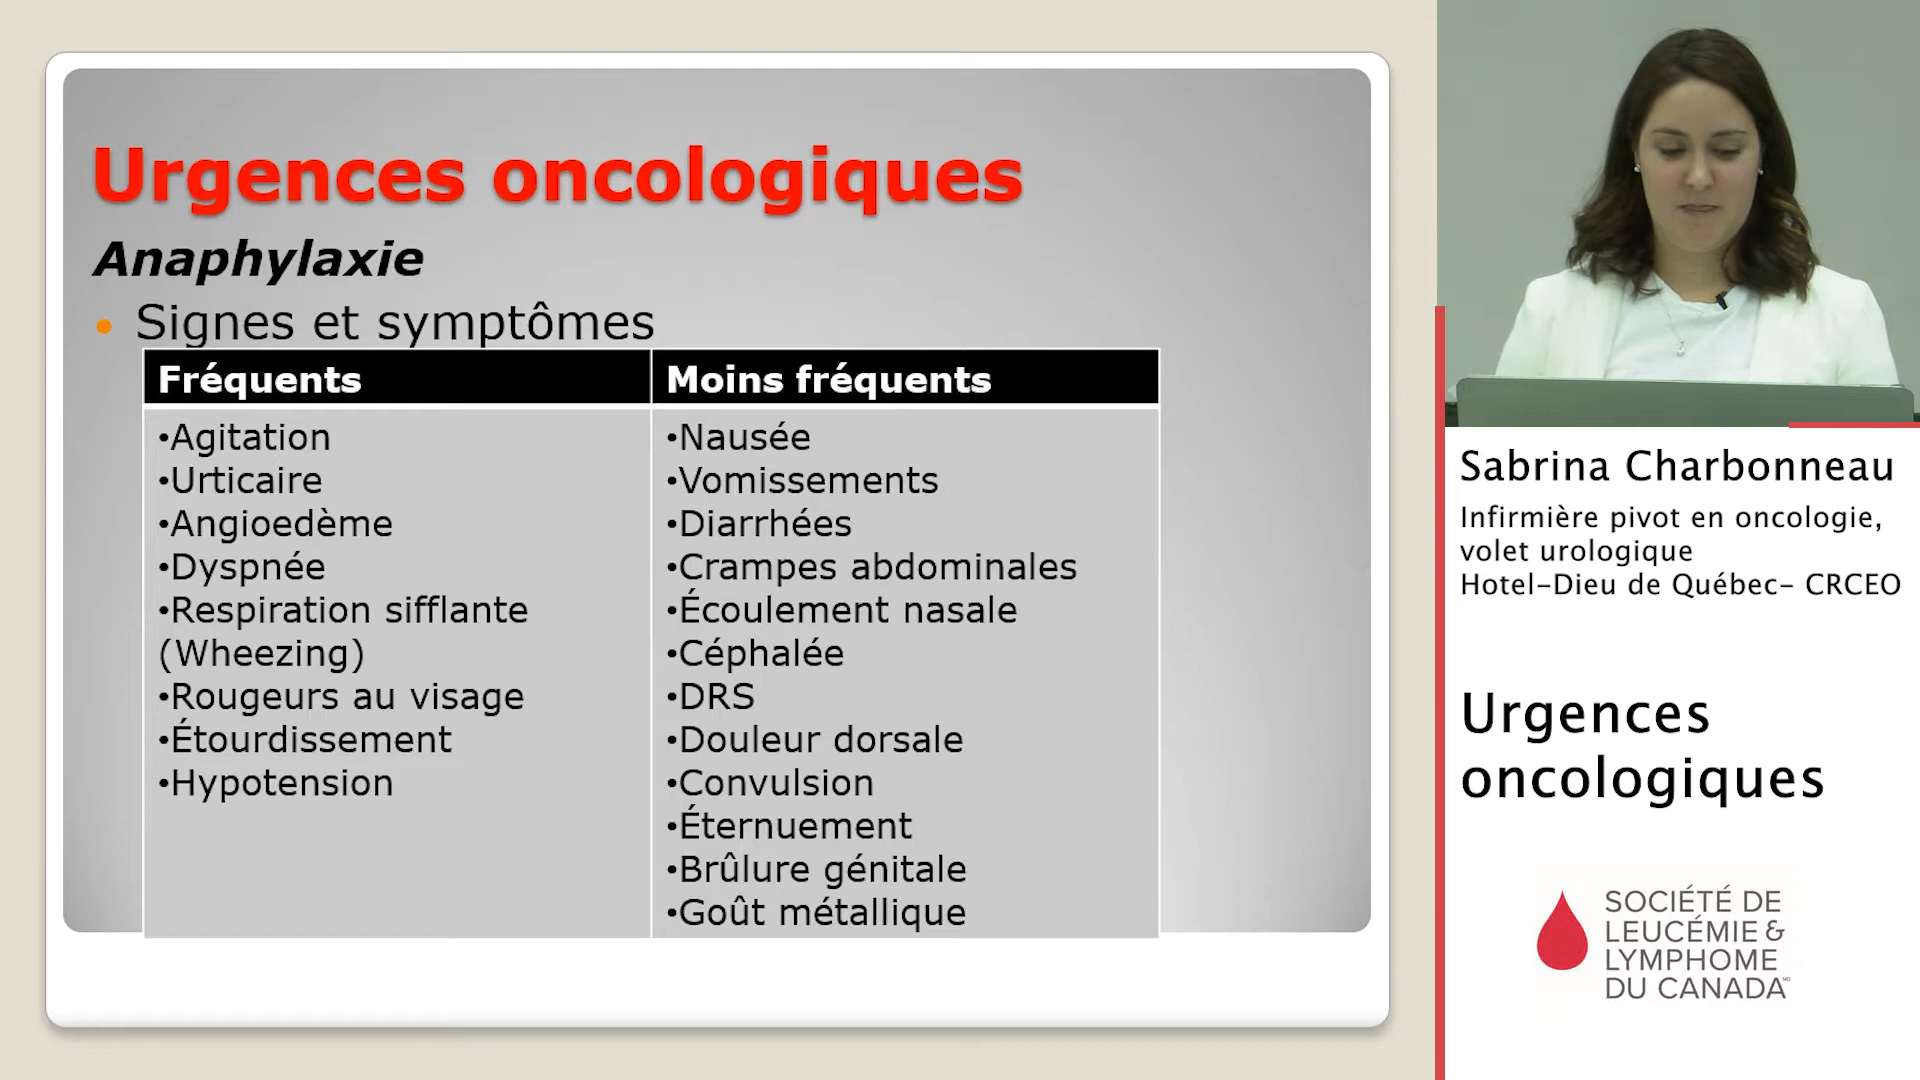 Urgences oncologiques
Anaphylaxie
• Signes et symptômes
Fréquents
•Agitation
•Urticaire
•Angioedème
•Dyspnée
•Respiration sifflante
(Wheezing)
•Rougeurs au visage
•Étourdissement
•Hypotension
Moins fréquents
•Nausée
•Vomissements
•Diarrhées
•Crampes abdominales
•Écoulement nasale
•Céphalée
•DRS
•Douleur dorsale
•Convulsion
•Éternuement
•Brûlure génitale
•Goût métallique
Sabrina Charbonneau
Infirmière pivot en oncologie,
volet urologique
Hotel-Dieu de Québec- CRCEO
Urgences
oncologiques
SOCIÉTÉ DE
LEUCÉMIE &
LYMPHOME
DU CANADA MD